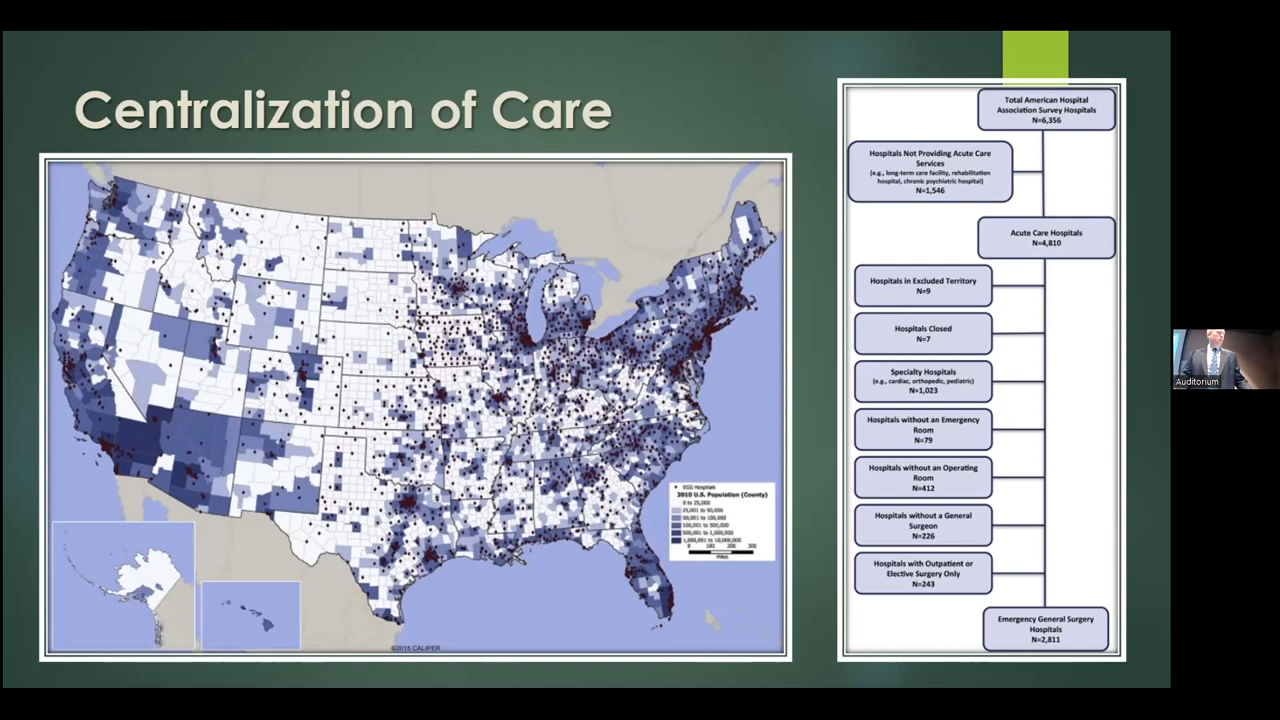 Centralization of Care
• EGS Hospitals
2010 U.S. Population (County)
0 to 25,000
25,001 to 50,000
50,001 to 100,000
100,001 to 500,000
500,001 to 1,000,000
1,000,001 to 10,000,000
0 100 200 300
Miles
©2015 CALIPER
Total American Hospital
Association Survey Hospitals
N=6,356
Hospitals Not Providing Acute Care
Services
(e.g., long-term care facility, rehabilitation
hospital, chronic psychiatric hospital)
N=1,546
Acute Care Hospitals
N=4,810
Hospitals in Excluded Territory
N=9
Hospitals Closed
N=7
Specialty Hospitals
(e.g., cardiac, orthopedic, pediatric)
N=1,023
Hospitals without an Emergency
Room
N=79
Hospitals without an Operating
Room
N=412
Hospitals without a General
Surgeon
N=226
Hospitals with Outpatient or
Elective Surgery Only
N=243
Emergency General Surgery
Hospitals
N=2,811
Auditorium